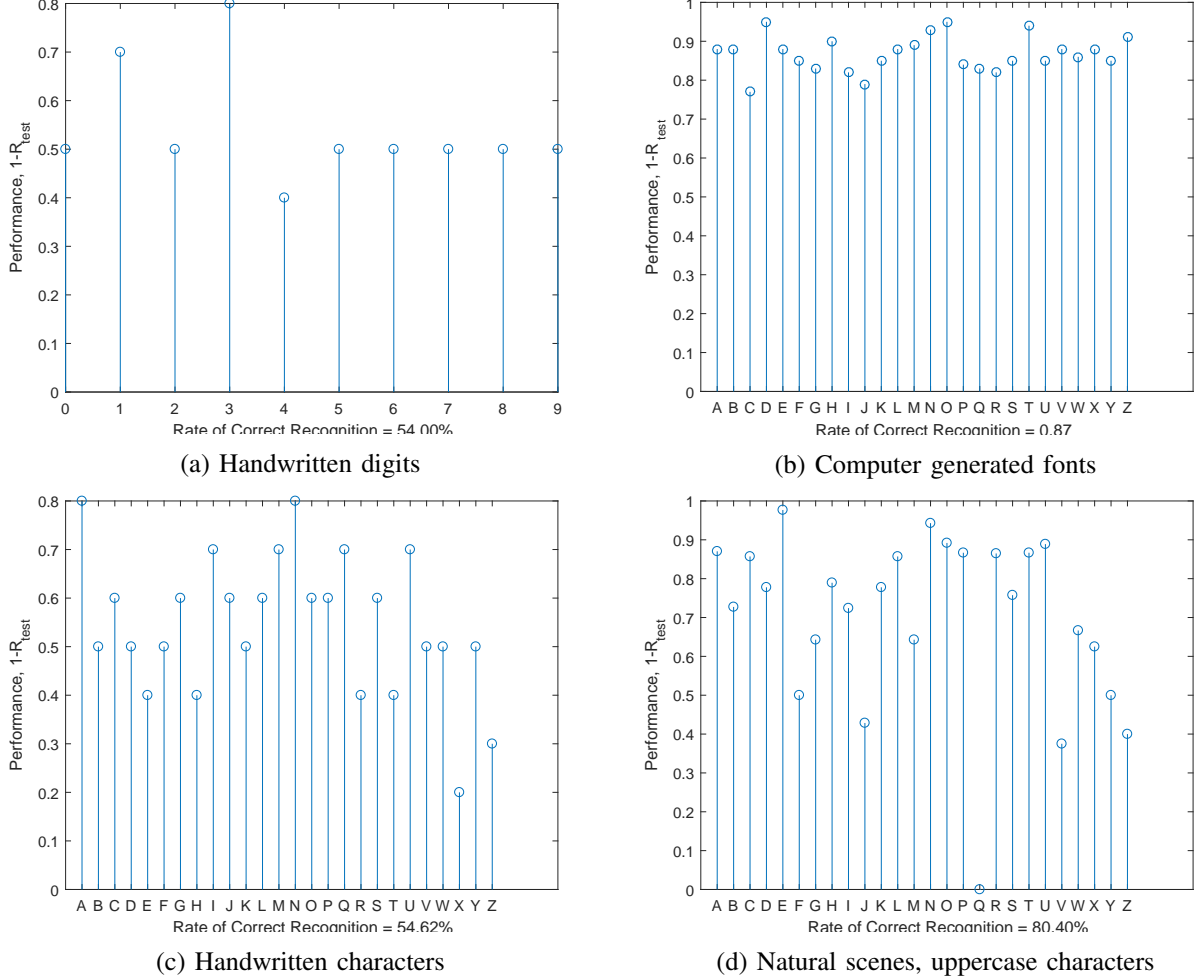 0.8
0.7
0.6
0.5
0.4
0.3
0.2
0.1
0
Performance, 1-R_test
0 1 2 3 4 5 6 7 8 9
Rate of Correct Recognition = 54.00%
(a) Handwritten digits
1
0.9
0.8
0.7
0.6
0.5
0.4
0.3
0.2
0.1
0
Performance, 1-R_test
A B C D E F G H I J K L M N O P Q R S T U V W X Y Z
Rate of Correct Recognition = 0.87
(b) Computer generated fonts
0.8
0.7
0.6
0.5
0.4
0.3
0.2
0.1
0
Performance, 1-R_test
A B C D E F G H I J K L M N O P Q R S T U V W X Y Z
Rate of Correct Recognition = 54.62%
(c) Handwritten characters
1
0.9
0.8
0.7
0.6
0.5
0.4
0.3
0.2
0.1
0
Performance, 1-R_test
A B C D E F G H I J K L M N O P Q R S T U V W X Y Z
Rate of Correct Recognition = 80.40%
(d) Natural scenes, uppercase characters